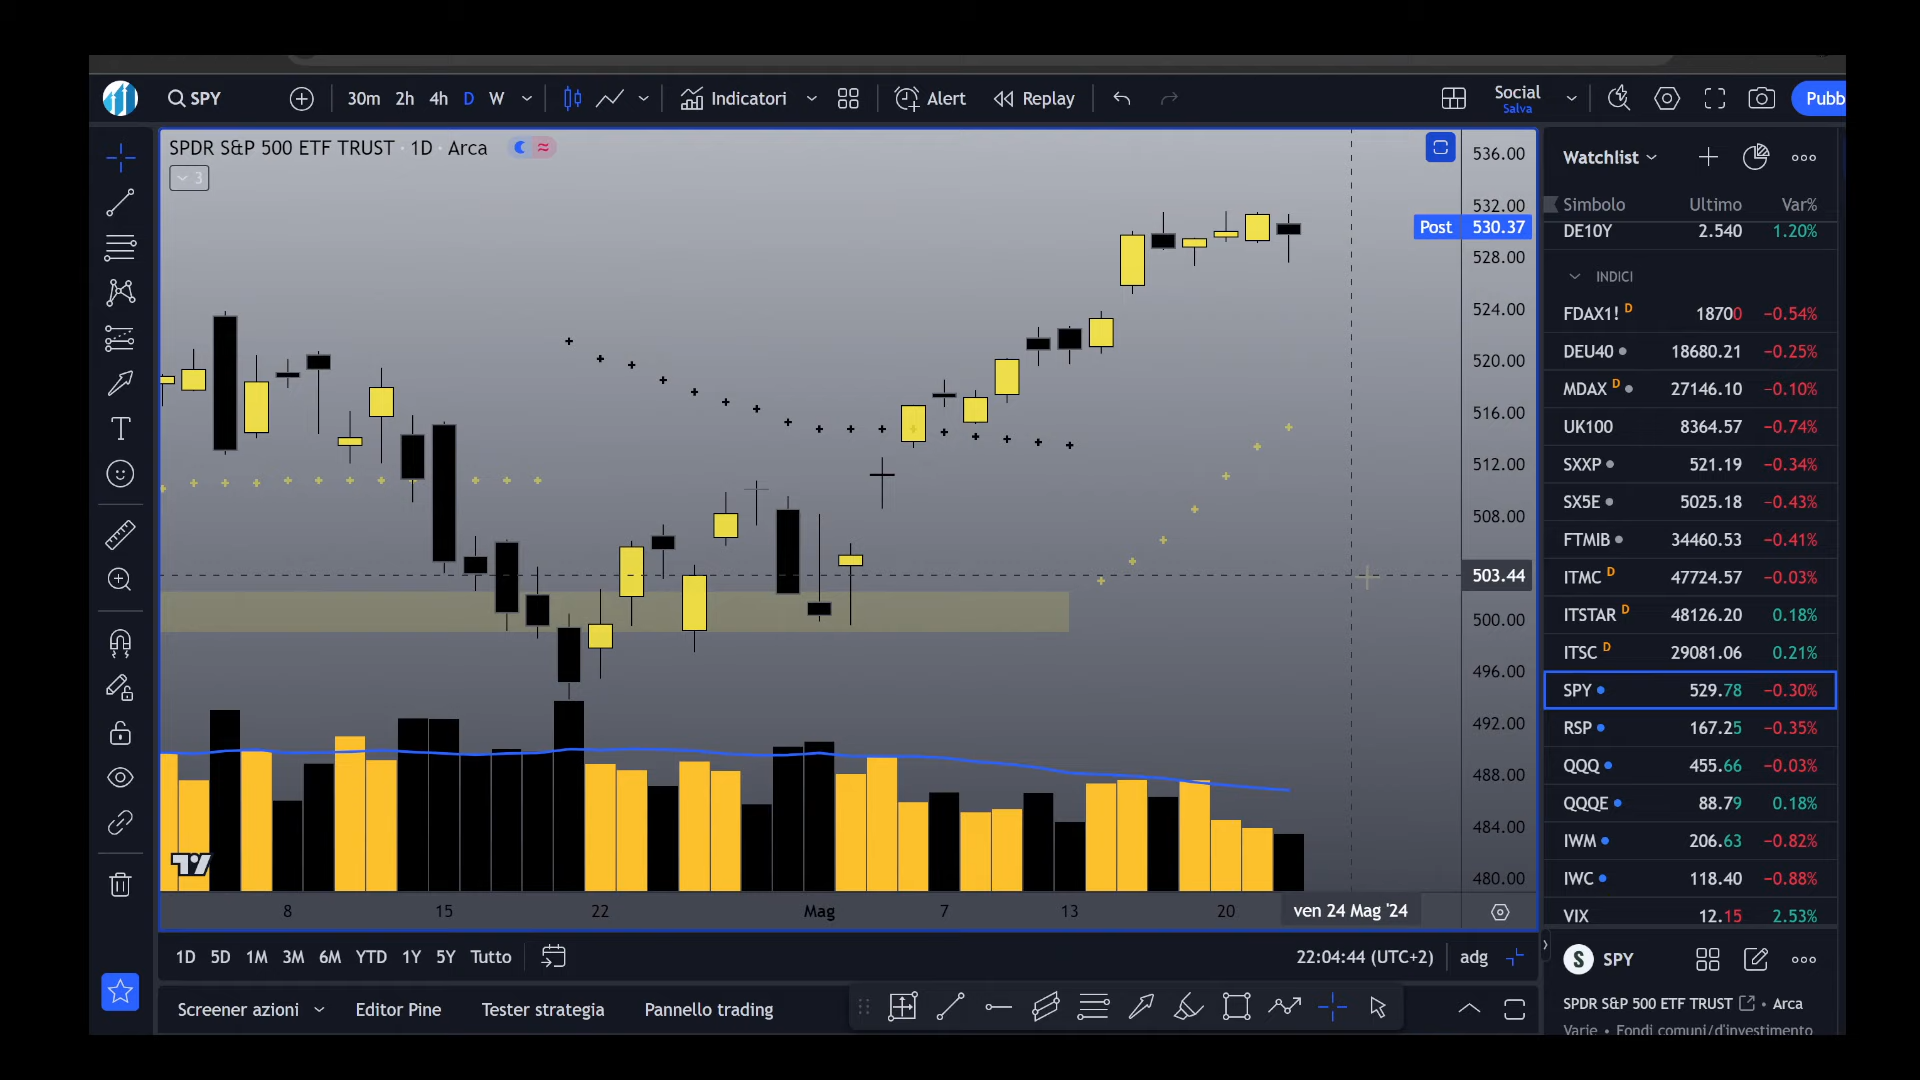 SPY 30m 2h 4h D W Indicatori Alert Replay Social Pubb
Salva
SPDR S&P 500 ETF TRUST · 1D · Arca
3
536.00
532.00
Post 530.37
528.00
524.00
520.00
516.00
512.00
508.00
503.44
500.00
496.00
492.00
488.00
484.00
480.00
8 15 22 Mag 7 13 20 ven 24 Mag '24
1D 5D 1M 3M 6M YTD 1Y 5Y Tutto 22:04:44 (UTC+2) adg
Screener azioni Editor Pine Tester strategia Pannello trading
Watchlist
Simbolo Ultimo Var%
DE10Y 2.540 1.20%
INDICI
FDAX1! D 18700 −0.54%
DEU40 18680.21 −0.25%
MDAX D 27146.10 −0.10%
UK100 8364.57 −0.74%
SXXP 521.19 −0.34%
SX5E 5025.18 −0.43%
FTMIB 34460.53 −0.41%
ITMC D 47724.57 −0.03%
ITSTAR D 48126.20 0.18%
ITSC D 29081.06 0.21%
SPY 529.78 −0.30%
RSP 167.25 −0.35%
QQQ 455.66 −0.03%
QQQE 88.79 0.18%
IWM 206.63 −0.82%
IWC 118.40 −0.88%
VIX 12.15 2.53%
S SPY
SPDR S&P 500 ETF TRUST • Arca
Varie • Fondi comuni/d'investimento